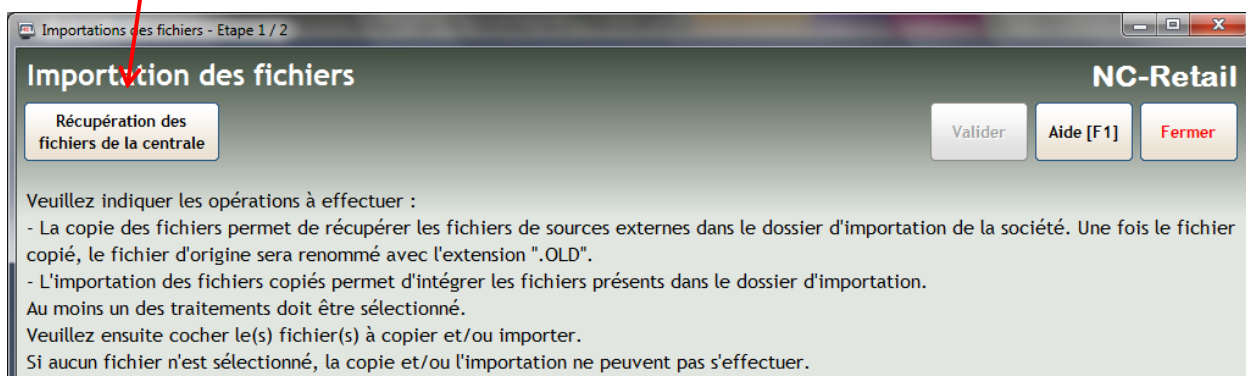 Importations des fichiers - Etape 1 / 2
Importation des fichiers
NC-Retail
Récupération des
fichiers de la centrale
Valider
Aide [F1]
Fermer
Veuillez indiquer les opérations à effectuer :
- La copie des fichiers permet de récupérer les fichiers de sources externes dans le dossier d'importation de la société. Une fois le fichier
copié, le fichier d'origine sera renommé avec l'extension ".OLD".
- L'importation des fichiers copiés permet d'intégrer les fichiers présents dans le dossier d'importation.
Au moins un des traitements doit être sélectionné.
Veuillez ensuite cocher le(s) fichier(s) à copier et/ou importer.
Si aucun fichier n'est sélectionné, la copie et/ou l'importation ne peuvent pas s'effectuer.